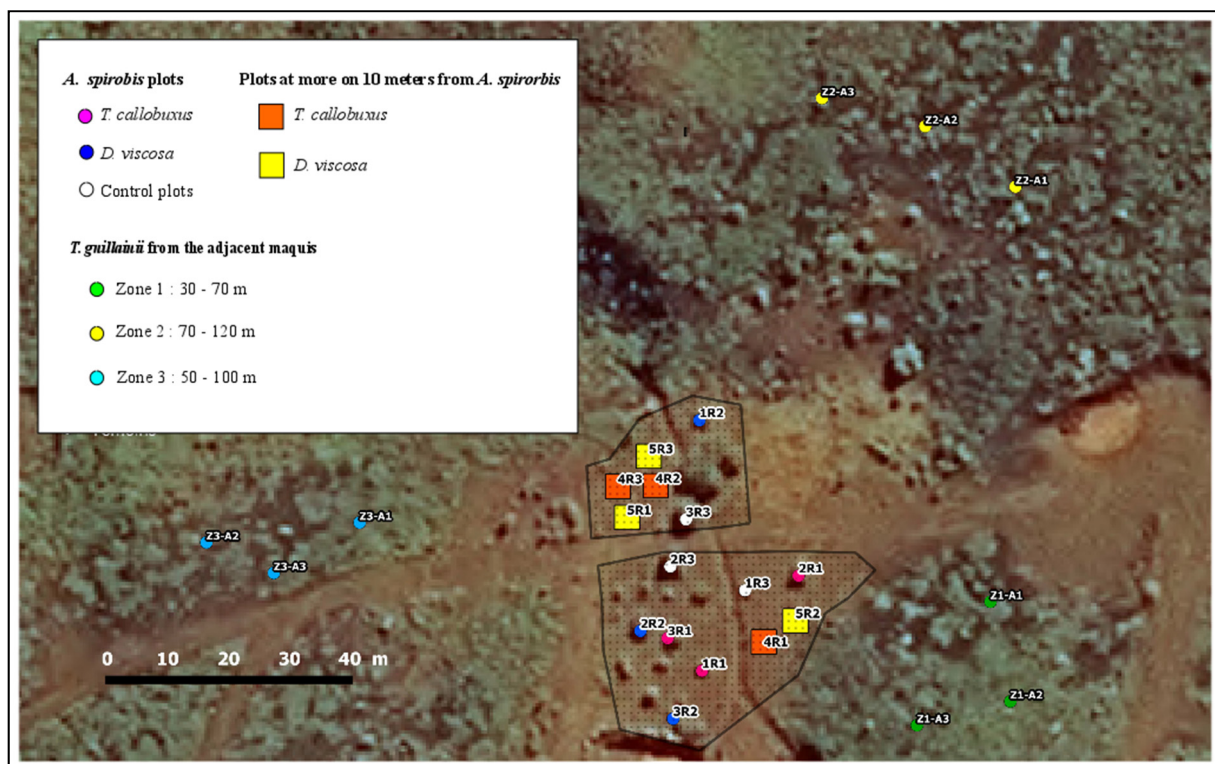 A. spirobis plots
Plots at more on 10 meters from A. spirorbis
T. callobuxus
T. callobuxus
D. viscosa
D. viscosa
Control plots
T. guillainii from the adjacent maquis
Zone 1 : 30 - 70 m
Zone 2 : 70 - 120 m
Zone 3 : 50 - 100 m
Z2-A3
Z2-A2
Z2-A1
1R2
5R3
4R3
4R2
5R1
3R3
Z3-A1
Z3-A2
Z3-A3
2R3
2R1
1R3
Z1-A1
5R2
2R2
3R1
4R1
1R1
0 10 20 30 40 m
Z1-A2
3R2
Z1-A3